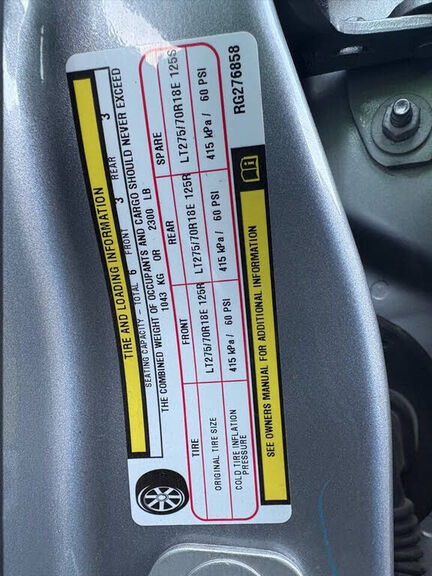 TIRE AND LOADING INFORMATION
SEATING CAPACITY - TOTAL 6 FRONT 3 REAR 3
THE COMBINED WEIGHT OF OCCUPANTS AND CARGO SHOULD NEVER EXCEED
1043 KG OR 2300 LB
TIRE FRONT REAR SPARE
ORIGINAL TIRE SIZE LT275/70R18E 125R LT275/70R18E 125R LT275/70R18E 125S
COLD TIRE INFLATION PRESSURE 415 kPa / 60 PSI 415 kPa / 60 PSI 415 kPa / 60 PSI
SEE OWNERS MANUAL FOR ADDITIONAL INFORMATION
RG276858